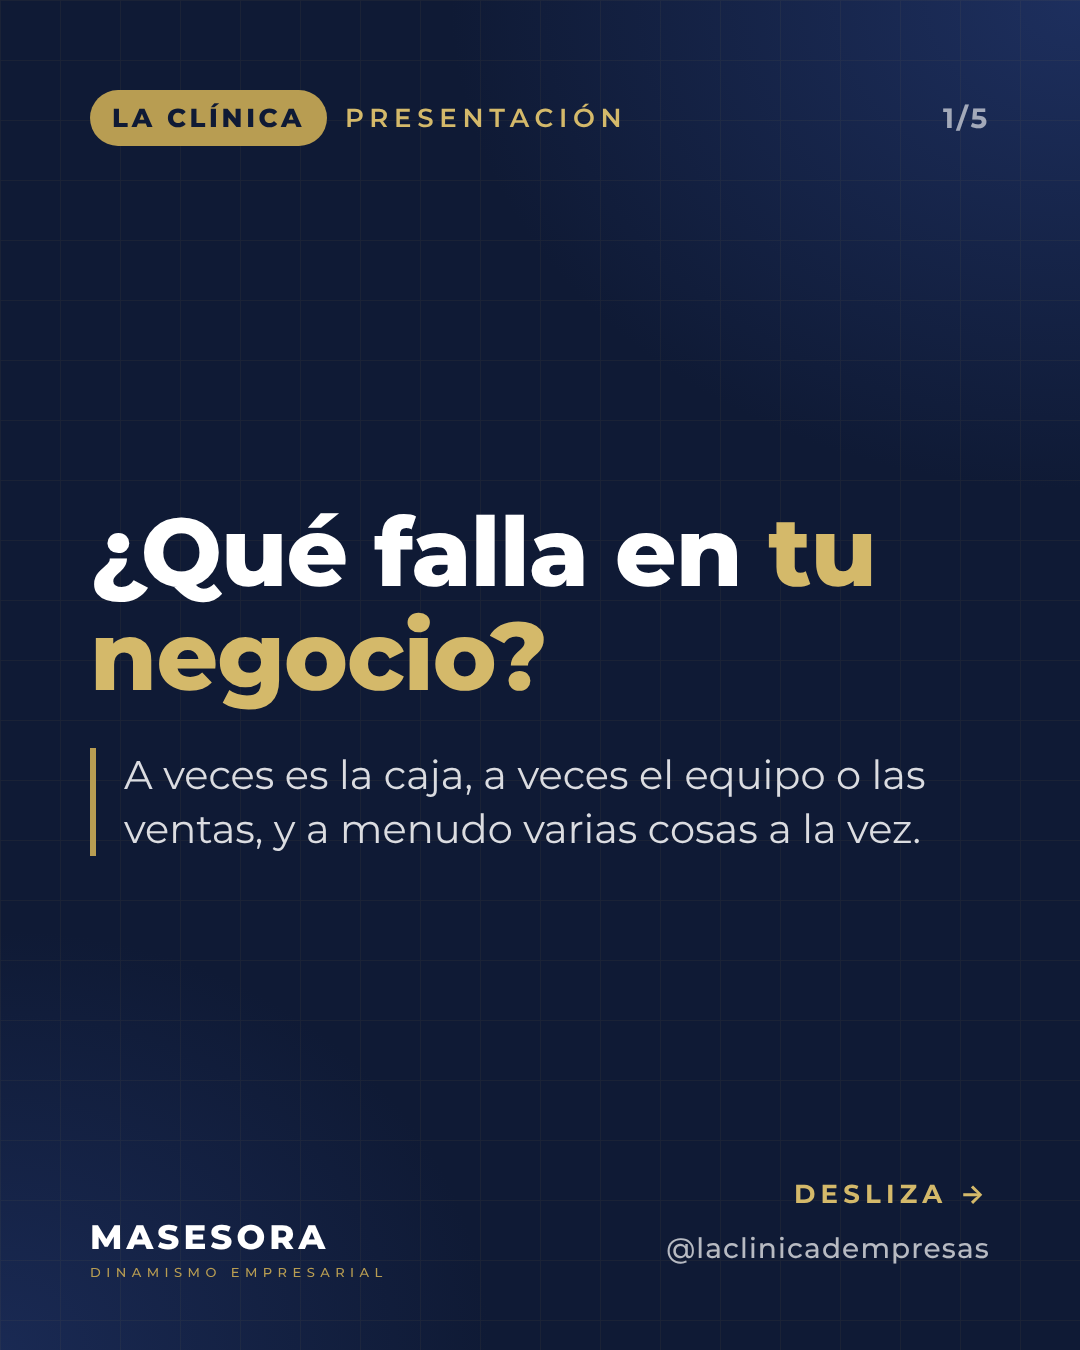 LA CLÍNICA PRESENTACIÓN 1/5
¿Qué falla en tu
negocio?
A veces es la caja, a veces el equipo o las
ventas, y a menudo varias cosas a la vez.
DESLIZA →
MASESORA
DINAMISMO EMPRESARIAL
@laclinicadempresas